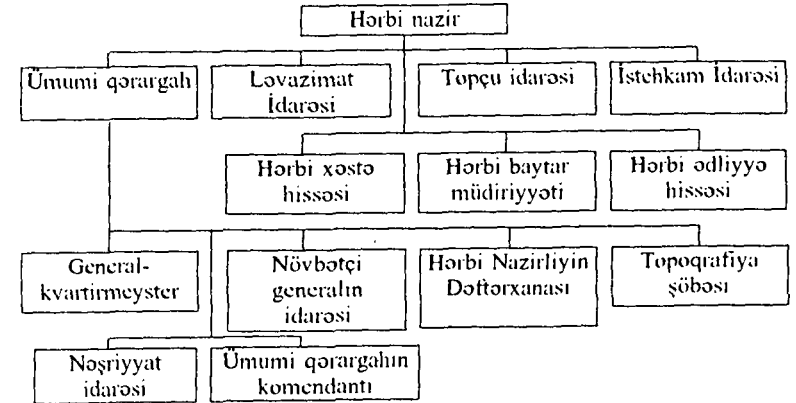 Hərbi nazir
Ümumi qərargah
Ləvazimat
İdarəsi
Topçu idarəsi
İstehkam İdarəsi
Hərbi xəstə
hissəsi
Hərbi baytar
müdiriyyəti
Hərbi ədliyyə
hissəsi
General-
kvartirmeyster
Növbətçi
generalın
idarəsi
Hərbi Nazirliyin
Dəftərxanası
Topoqrafiya
şöbəsı
Nəşriyyat
idarəsi
Ümumi qərargahın
komendantı